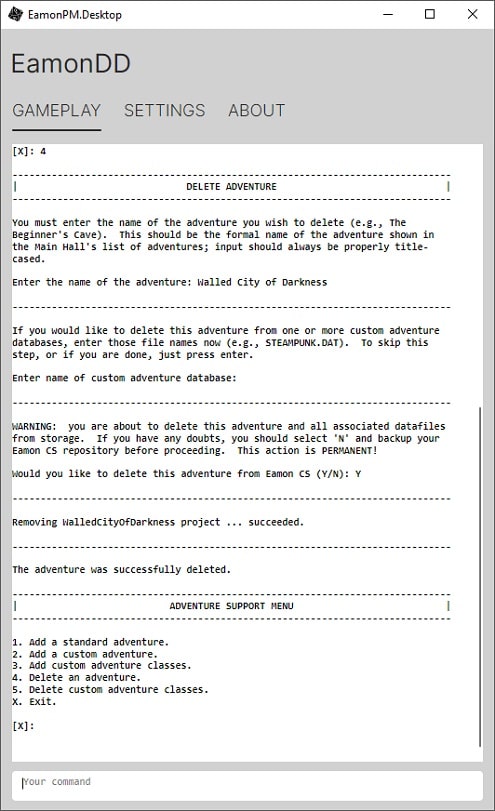 EamonPM.Desktop
EamonDD
GAMEPLAY SETTINGS ABOUT
[X]: 4
--------------------------------------------------------------------------
| DELETE ADVENTURE |
--------------------------------------------------------------------------
You must enter the name of the adventure you wish to delete (e.g., The
Beginner's Cave).  This should be the formal name of the adventure shown in
the Main Hall's list of adventures; input should always be properly title-
cased.
Enter the name of the adventure: Walled City of Darkness
--------------------------------------------------------------------------
If you would like to delete this adventure from one or more custom adventure
databases, enter those file names now (e.g., STEAMPUNK.DAT).  To skip this
step, or if you are done, just press enter.
Enter name of custom adventure database:
--------------------------------------------------------------------------
WARNING:  you are about to delete this adventure and all associated datafiles
from storage.  If you have any doubts, you should select 'N' and backup your
Eamon CS repository before proceeding.  This action is PERMANENT!
Would you like to delete this adventure from Eamon CS (Y/N): Y
--------------------------------------------------------------------------
Removing WalledCityOfDarkness project ... succeeded.
--------------------------------------------------------------------------
The adventure was successfully deleted.
--------------------------------------------------------------------------
| ADVENTURE SUPPORT MENU |
--------------------------------------------------------------------------
1. Add a standard adventure.
2. Add a custom adventure.
3. Add custom adventure classes.
4. Delete an adventure.
5. Delete custom adventure classes.
X. Exit.
[X]:
Your command